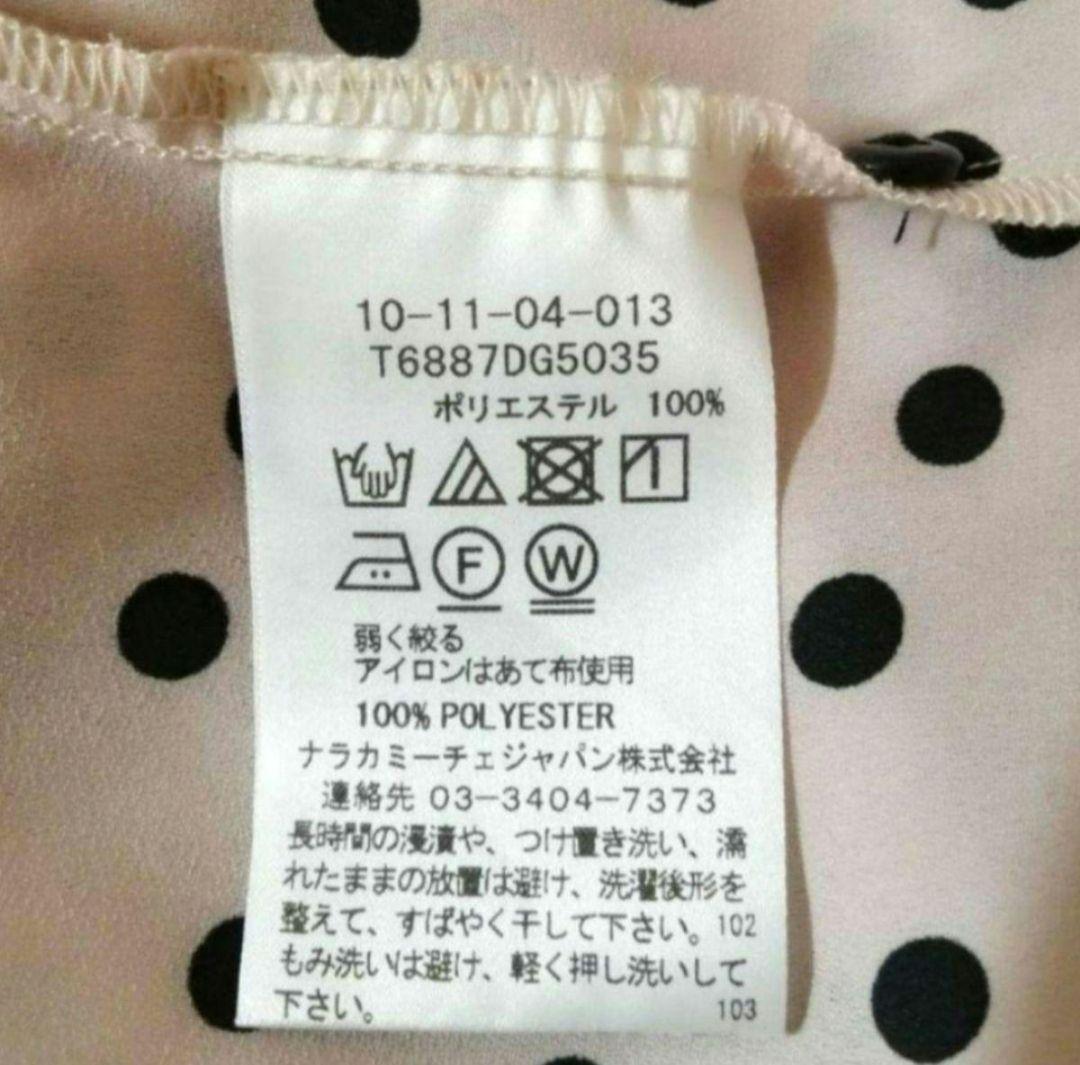 10-11-04-013
T6887DG5035
ポリエステル 100%
F W
弱く絞る
アイロンはあて布使用
100% POLYESTER
ナラカミーチェジャパン株式会社
連絡先 03-3404-7373
長時間の浸漬や、つけ置き洗い、濡
れたままの放置は避け、洗濯後形を
整えて、すばやく干して下さい。102
もみ洗いは避け、軽く押し洗いして
下さい。 103